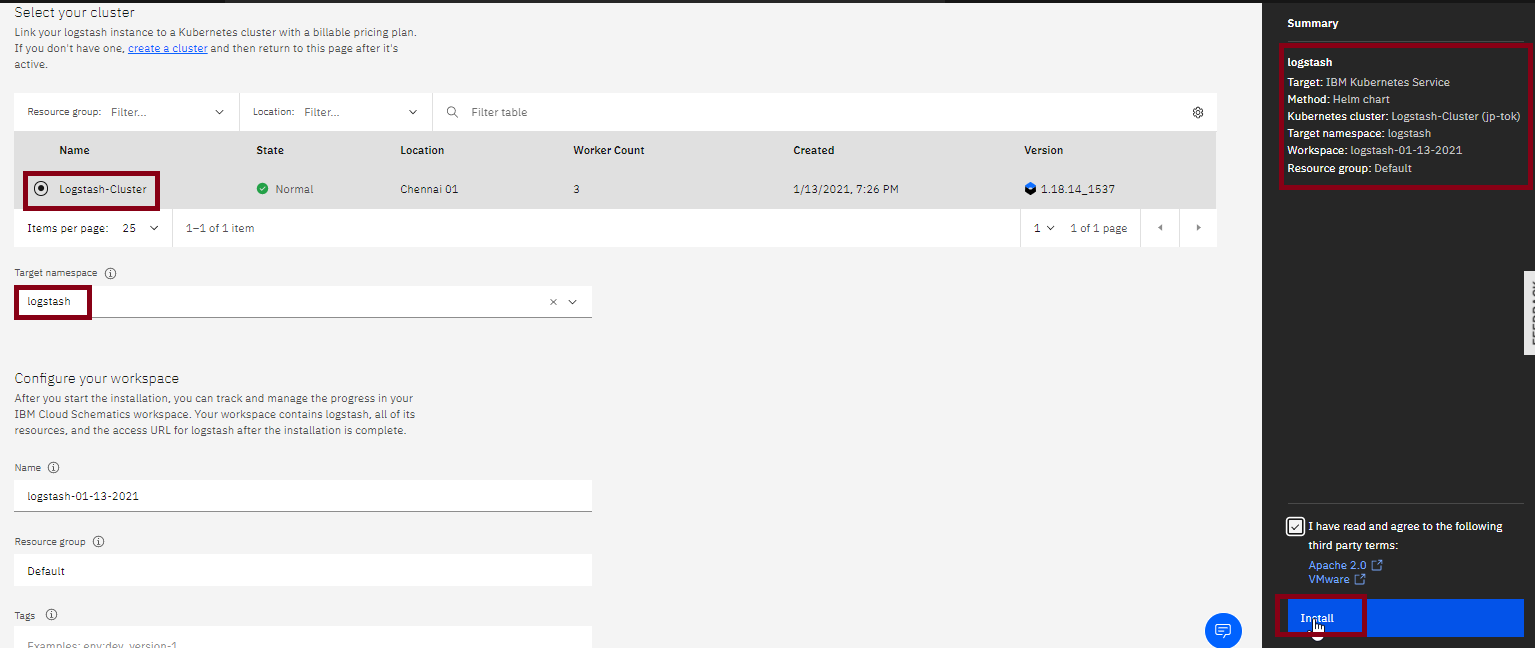 Select your cluster
Link your logstash instance to a Kubernetes cluster with a billable pricing plan.
If you don't have one, create a cluster and then return to this page after it's
active.
Resource group: Filter...
Location: Filter...
Filter table
Name State Location Worker Count Created Version
Logstash-Cluster Normal Chennai 01 3 1/13/2021, 7:26 PM 1.18.14_1537
Items per page: 25 1–1 of 1 item 1 1 of 1 page
Target namespace
logstash
Configure your workspace
After you start the installation, you can track and manage the progress in your
IBM Cloud Schematics workspace. Your workspace contains logstash, all of its
resources, and the access URL for logstash after the installation is complete.
Name
logstash-01-13-2021
Resource group
Default
Tags
Examples: env:dev, version-1
Summary
logstash
Target: IBM Kubernetes Service
Method: Helm chart
Kubernetes cluster: Logstash-Cluster (jp-tok)
Target namespace: logstash
Workspace: logstash-01-13-2021
Resource group: Default
FEEDBACK
I have read and agree to the following
third party terms:
Apache 2.0
VMware
Install